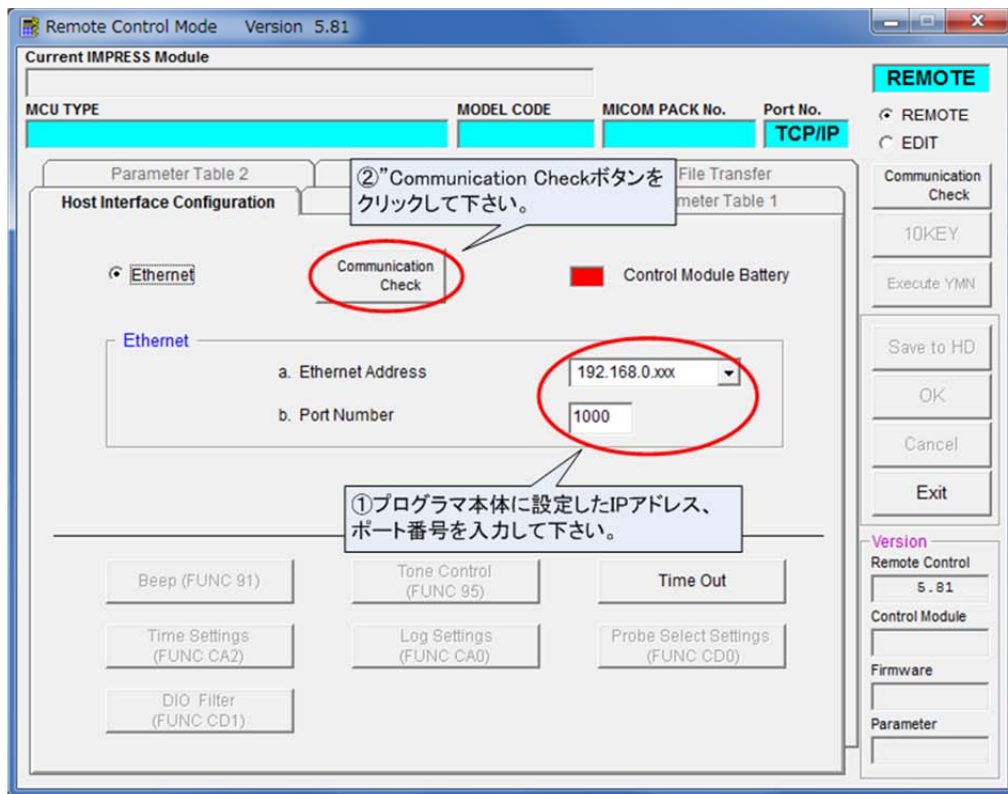 Remote Control Mode Version 5.81
Current IMPRESS Module
REMOTE
MCU TYPE
MODEL CODE
MICOM PACK No.
Port No.
TCP/IP
REMOTE
EDIT
Parameter Table 2
File Transfer
Host Interface Configuration
meter Table 1
②"Communication Checkボタンを
クリックして下さい。
Communication
Check
10KEY
Execute YMN
Ethernet
Communication
Check
Control Module Battery
Ethernet
a. Ethernet Address
192.168.0.xxx
b. Port Number
1000
Save to HD
OK
Cancel
Exit
①プログラマ本体に設定したIPアドレス、
ポート番号を入力して下さい。
Beep (FUNC 91)
Tone Control
(FUNC 95)
Time Out
Time Settings
(FUNC CA2)
Log Settings
(FUNC CA0)
Probe Select Settings
(FUNC CD0)
DIO Filter
(FUNC CD1)
Version
Remote Control
5.81
Control Module
Firmware
Parameter